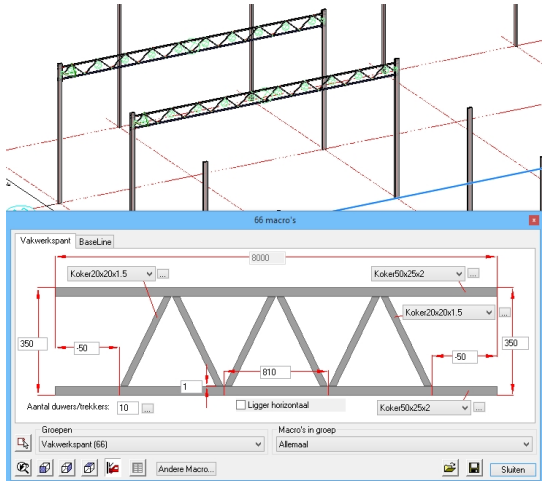 66 macro's
x
Vakwerkspant BaseLine
8000
Koker20x20x1.5 ...
Koker50x25x2 ...
Koker20x20x1.5 ...
350
350
-50
-50
810
1
Aantal duwers/trekkers: 10 ...
Ligger horizontaal
Koker50x25x2 ...
Groepen
Macro's in groep
Vakwerkspant (66)
Allemaal
Andere Macro...
Sluiten